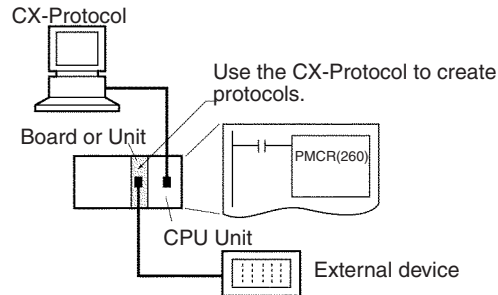 CX-Protocol
Use the CX-Protocol to create
protocols.
Board or Unit
PMCR(260)
CPU Unit
External device